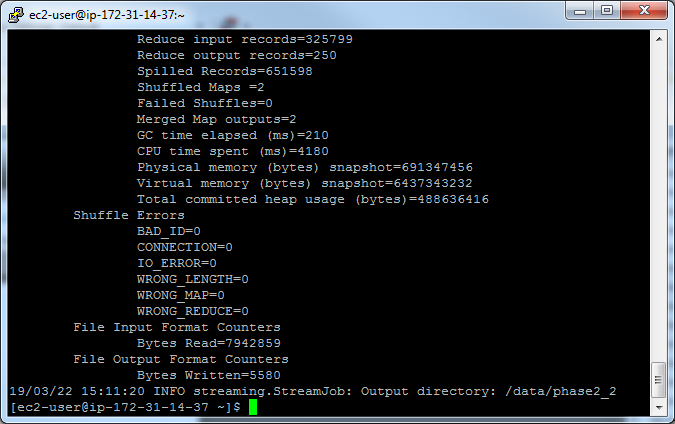 ec2-user@ip-172-31-14-37:~
Reduce input records=325799
Reduce output records=250
Spilled Records=651598
Shuffled Maps =2
Failed Shuffles=0
Merged Map outputs=2
GC time elapsed (ms)=210
CPU time spent (ms)=4180
Physical memory (bytes) snapshot=691347456
Virtual memory (bytes) snapshot=6437343232
Total committed heap usage (bytes)=488636416
Shuffle Errors
BAD_ID=0
CONNECTION=0
IO_ERROR=0
WRONG_LENGTH=0
WRONG_MAP=0
WRONG_REDUCE=0
File Input Format Counters
Bytes Read=7942859
File Output Format Counters
Bytes Written=5580
19/03/22 15:11:20 INFO streaming.StreamJob: Output directory: /data/phase2_2
[ec2-user@ip-172-31-14-37 ~]$